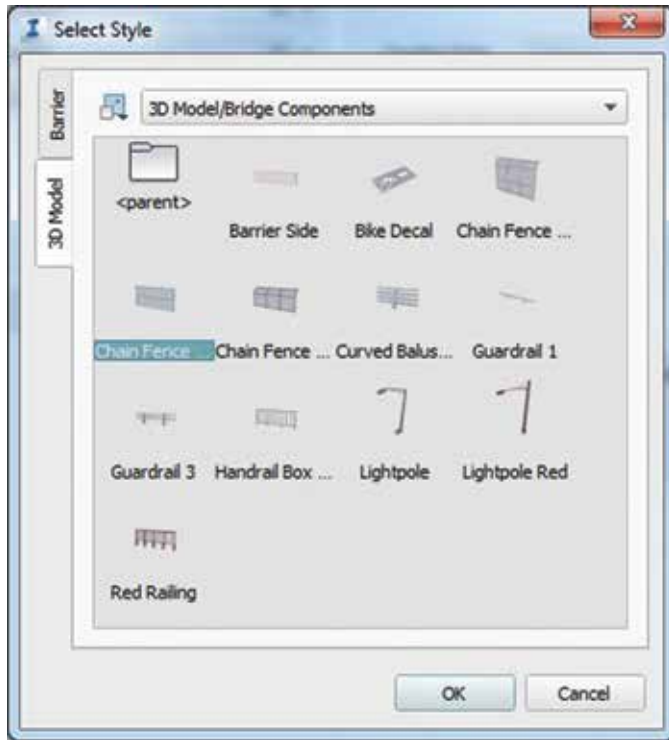 Select Style
Barrier
3D Model
3D Model/Bridge Components
<parent>
Barrier Side
Bike Decal
Chain Fence ...
Chain Fence ...
Chain Fence ...
Curved Balus...
Guardrail 1
Guardrail 3
Handrail Box ...
Lightpole
Lightpole Red
Red Railing
OK
Cancel